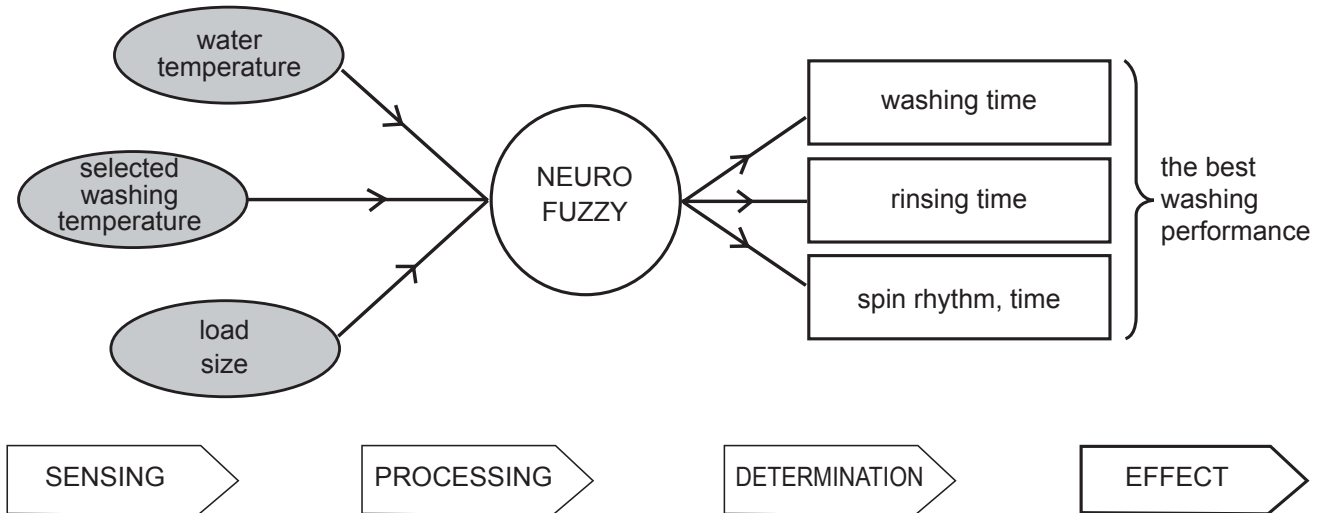 water
temperature
selected
washing
temperature
load
size
NEURO
FUZZY
washing time
rinsing time
spin rhythm, time
the best
washing
performance
SENSING
PROCESSING
DETERMINATION
EFFECT